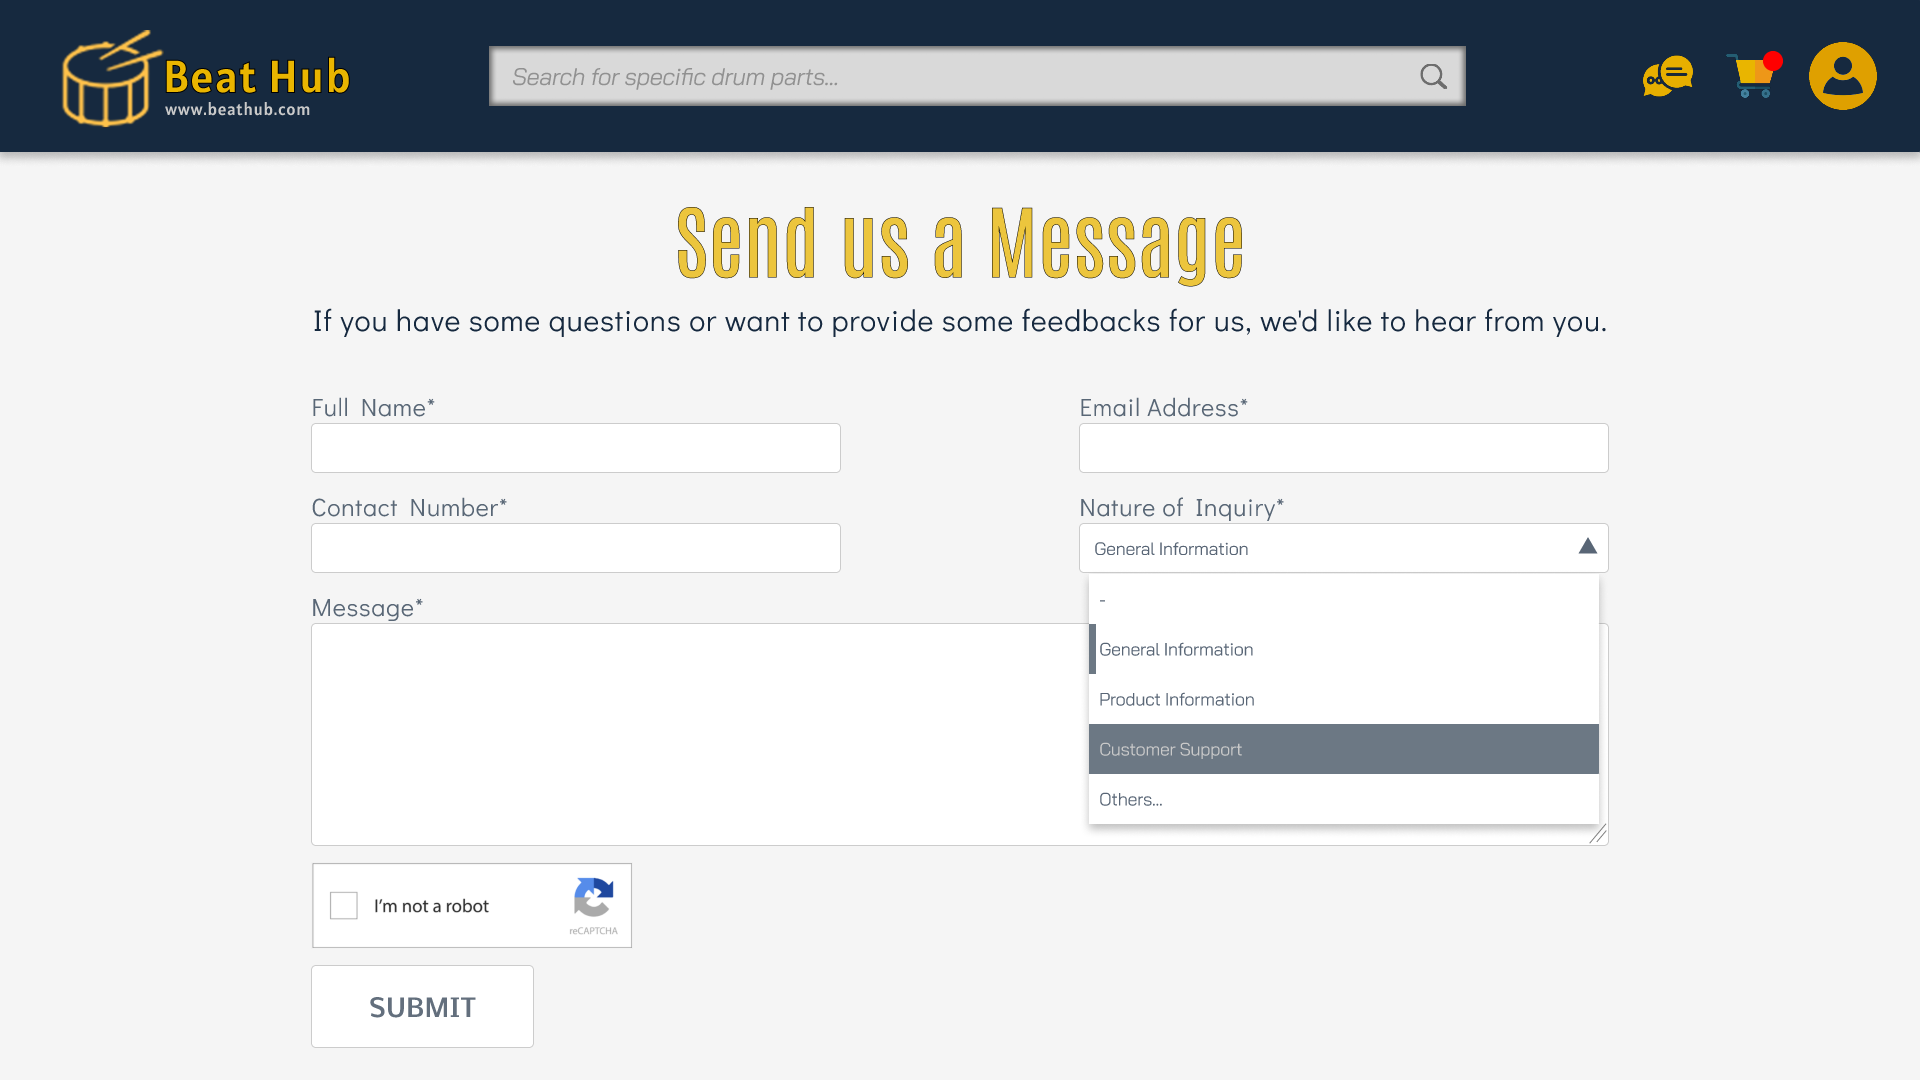 Beat Hub
www.beathub.com
Search for specific drum parts...
Send us a Message
If you have some questions or want to provide some feedbacks for us, we'd like to hear from you.
Full Name*
Email Address*
Contact Number*
Nature of Inquiry*
General Information
-
General Information
Product Information
Customer Support
Others...
Message*
I'm not a robot
reCAPTCHA
SUBMIT